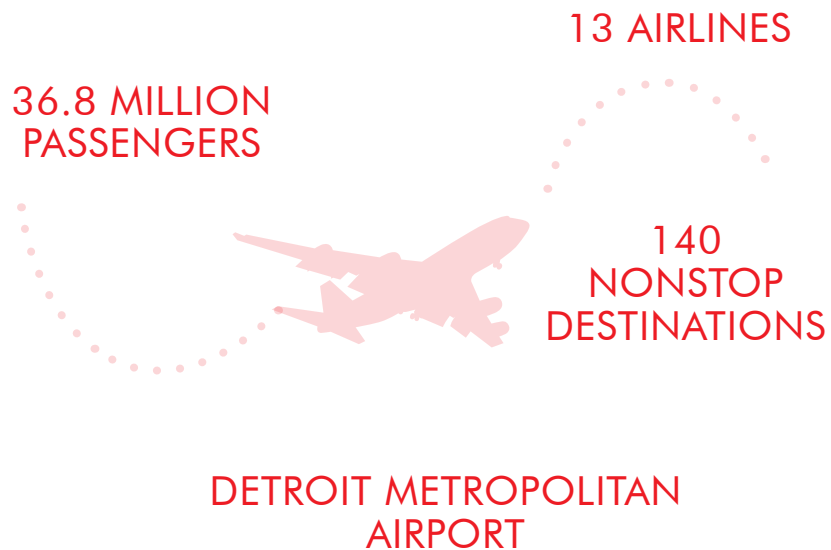 13 AIRLINES
36.8 MILLION
PASSENGERS
140
NONSTOP
DESTINATIONS
DETROIT METROPOLITAN
AIRPORT